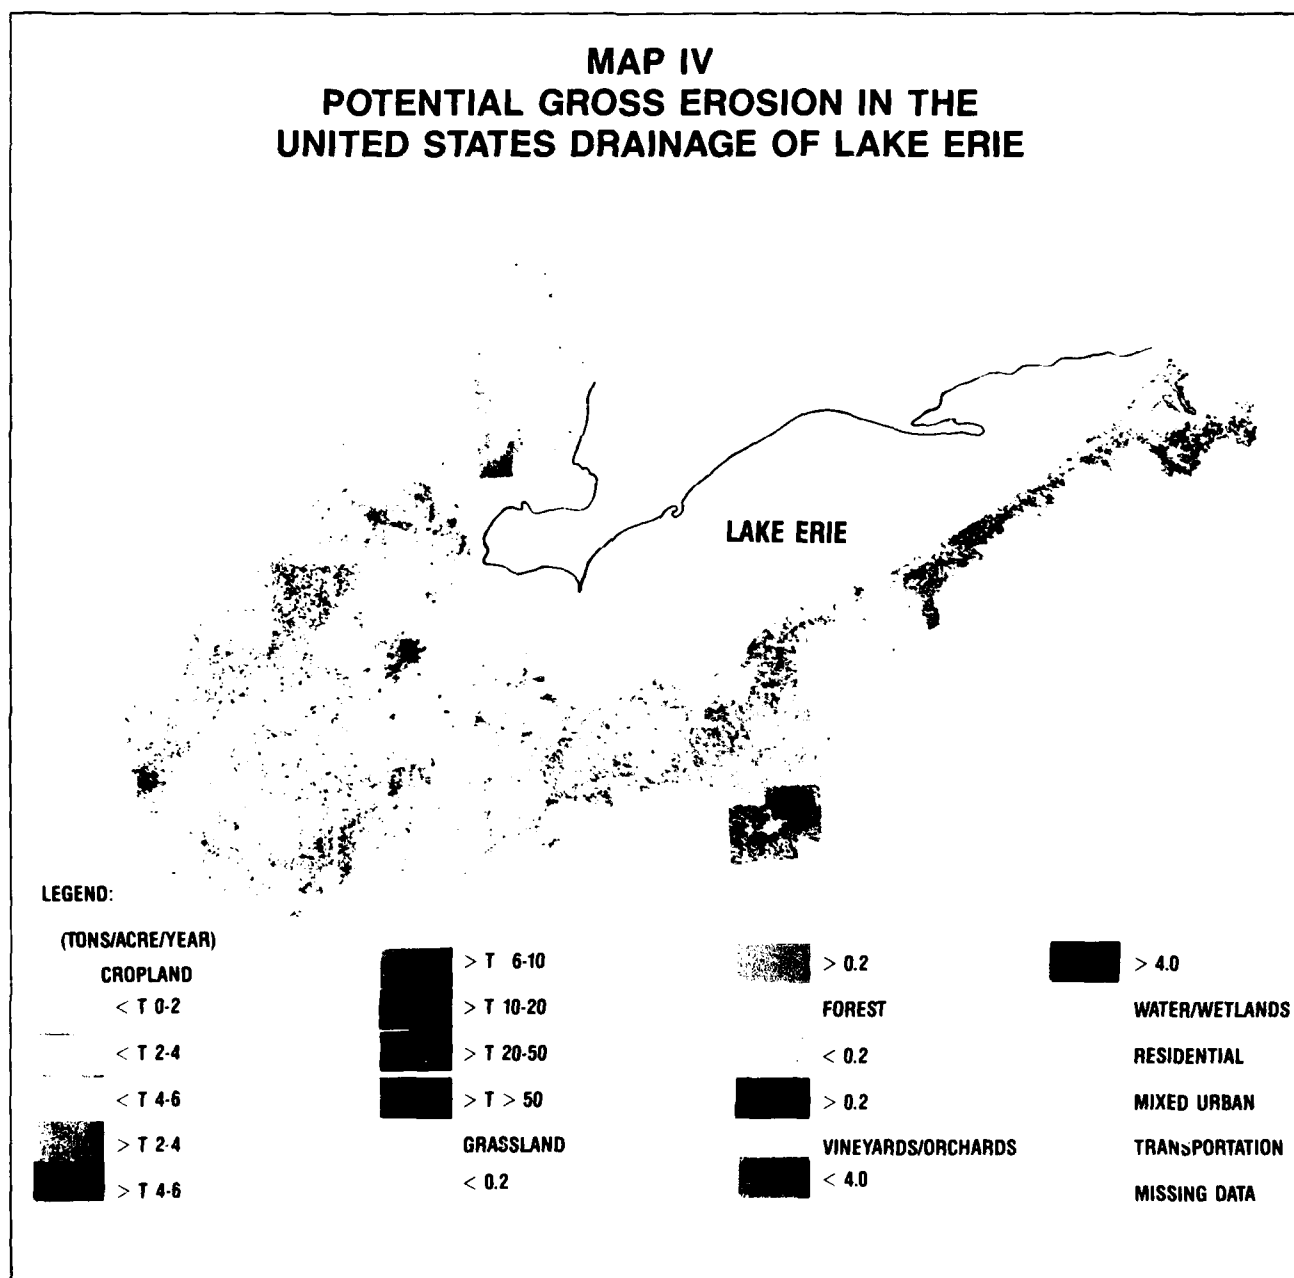 MAP IV
POTENTIAL GROSS EROSION IN THE
UNITED STATES DRAINAGE OF LAKE ERIE
LAKE ERIE
LEGEND:
(TONS/ACRE/YEAR)
CROPLAND
< T 0-2
< T 2-4
< T 4-6
> T 2-4
> T 4-6
> T 6-10
> T 10-20
> T 20-50
> T > 50
GRASSLAND
< 0.2
> 0.2
FOREST
< 0.2
> 0.2
VINEYARDS/ORCHARDS
< 4.0
> 4.0
WATER/WETLANDS
RESIDENTIAL
MIXED URBAN
TRANSPORTATION
MISSING DATA